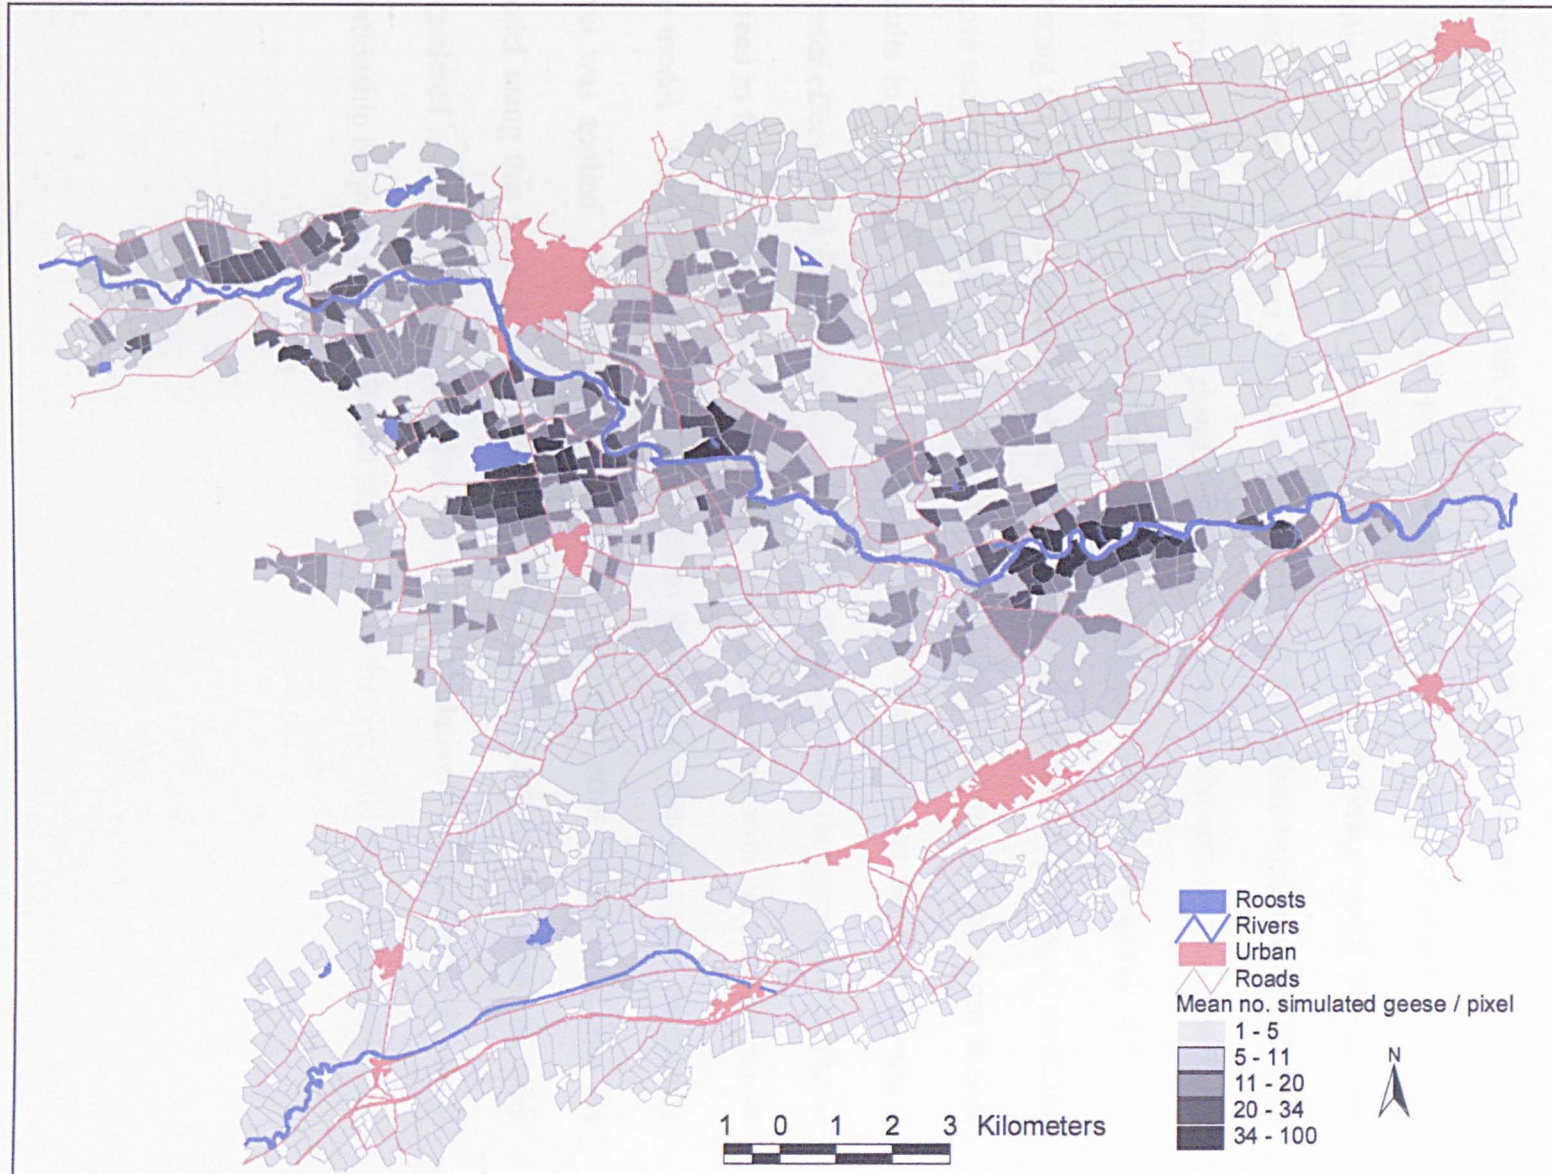 Roosts
Rivers
Urban
Roads
Mean no. simulated geese / pixel
1 - 5
5 - 11
11 - 20
20 - 34
34 - 100
N
1 0 1 2 3 Kilometers